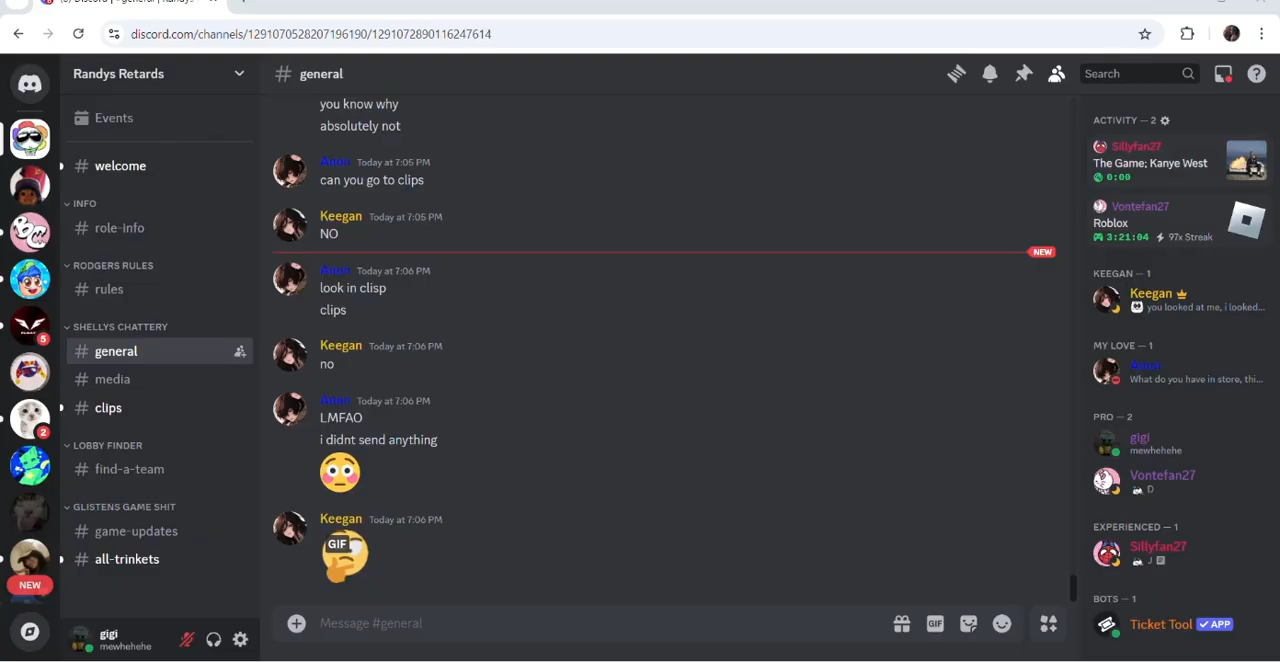 discord.com/channels/1291070528207196190/1291072890116247614
Randys Retards
general
Search
Events
welcome
INFO
role-info
RODGERS RULES
rules
SHELLYS CHATTERY
general
media
clips
LOBBY FINDER
find-a-team
GLISTENS GAME SHIT
game-updates
all-trinkets
NEW
5
2
gigi
mewhehehe
you know why
absolutely not
Today at 7:05 PM
can you go to clips
Keegan Today at 7:05 PM
NO
NEW
Today at 7:06 PM
look in clisp
clips
Keegan Today at 7:06 PM
no
Today at 7:06 PM
LMFAO
i didnt send anything
Keegan Today at 7:06 PM
GIF
Message #general
GIF
ACTIVITY — 2
Sillyfan27
The Game; Kanye West
0:00
Vontefan27
Roblox
3:21:04 97x Streak
KEEGAN — 1
Keegan
you looked at me, i looked...
MY LOVE — 1
What do you have in store, thi...
PRO — 2
gigi
mewhehehe
Vontefan27
D
EXPERIENCED — 1
Sillyfan27
J
BOTS — 1
Ticket Tool APP